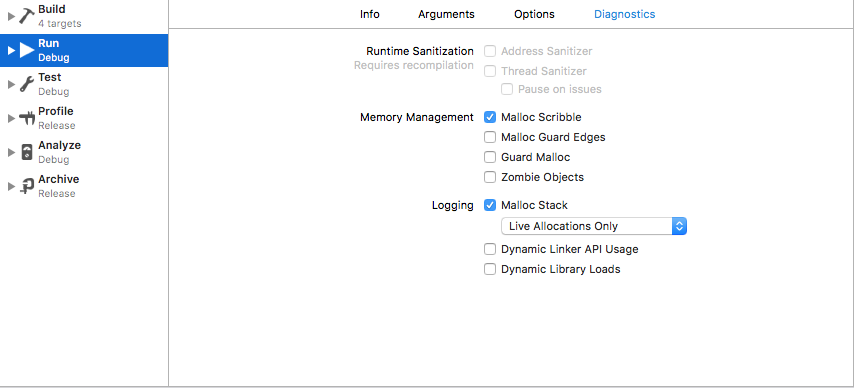 Build
4 targets
Run
Debug
Test
Debug
Profile
Release
Analyze
Debug
Archive
Release
Info Arguments Options Diagnostics
Runtime Sanitization Address Sanitizer
Requires recompilation Thread Sanitizer
Pause on issues
Memory Management Malloc Scribble
Malloc Guard Edges
Guard Malloc
Zombie Objects
Logging Malloc Stack
Live Allocations Only
Dynamic Linker API Usage
Dynamic Library Loads